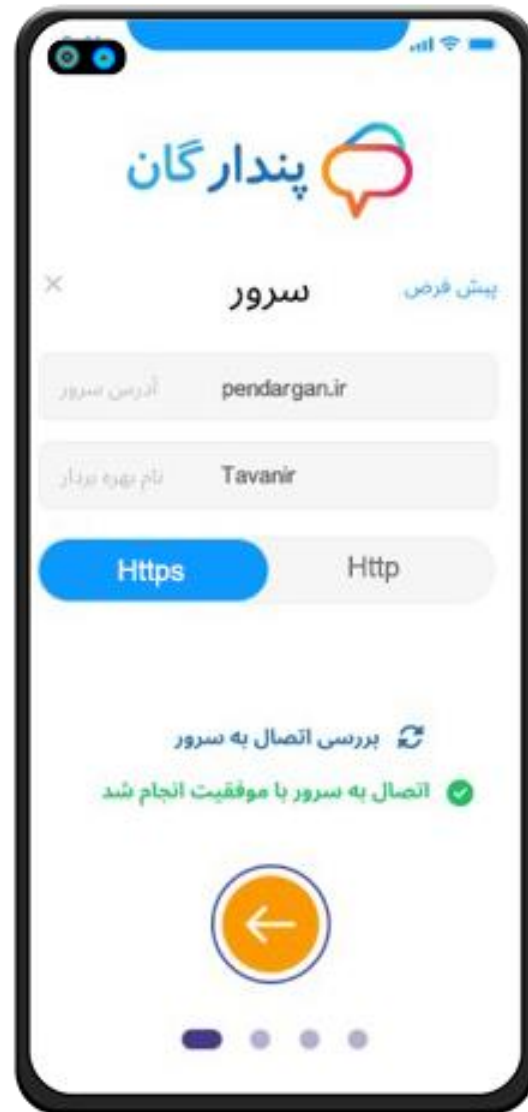 پندارگان
پیش فرض سرور ×
pendargan.ir آدرس سرور
Tavanir نام بهره بردار
Https Http
بررسی اتصال به سرور
اتصال به سرور با موفقیت انجام شد